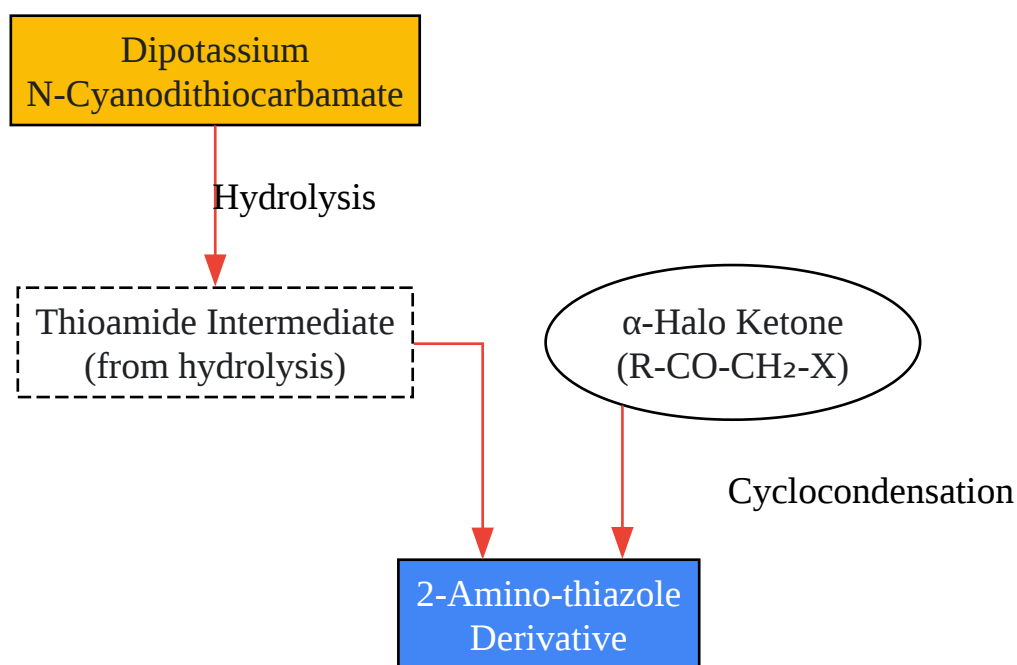 Dipotassium
N-Cyanodithiocarbamate
Hydrolysis
Thioamide Intermediate
(from hydrolysis)
α-Halo Ketone
(R-CO-CH₂-X)
Cyclocondensation
2-Amino-thiazole
Derivative